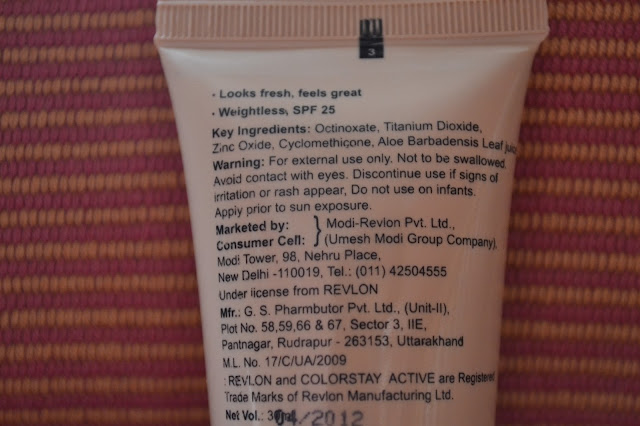 3
• Looks fresh, feels great
• Weightless, SPF 25
Key Ingredients: Octinoxate, Titanium Dioxide,
Zinc Oxide, Cyclomethicone, Aloe Barbadensis Leaf juice
Warning: For external use only. Not to be swallowed.
Avoid contact with eyes. Discontinue use if signs of
irritation or rash appear, Do not use on infants.
Apply prior to sun exposure.
Marketed by: } Modi-Revlon Pvt. Ltd.,
Consumer Cell: (Umesh Modi Group Company),
Modi Tower, 98, Nehru Place,
New Delhi -110019, Tel.: (011) 42504555
Under license from REVLON
Mfr.: G. S. Pharmbutor Pvt. Ltd., (Unit-II),
Plot No. 58,59,66 & 67, Sector 3, IIE,
Pantnagar, Rudrapur - 263153, Uttarakhand
M.L. No. 17/C/UA/2009
: REVLON and COLORSTAY ACTIVE are Registered
Trade Marks of Revlon Manufacturing Ltd.
Net Vol.: 04/2012